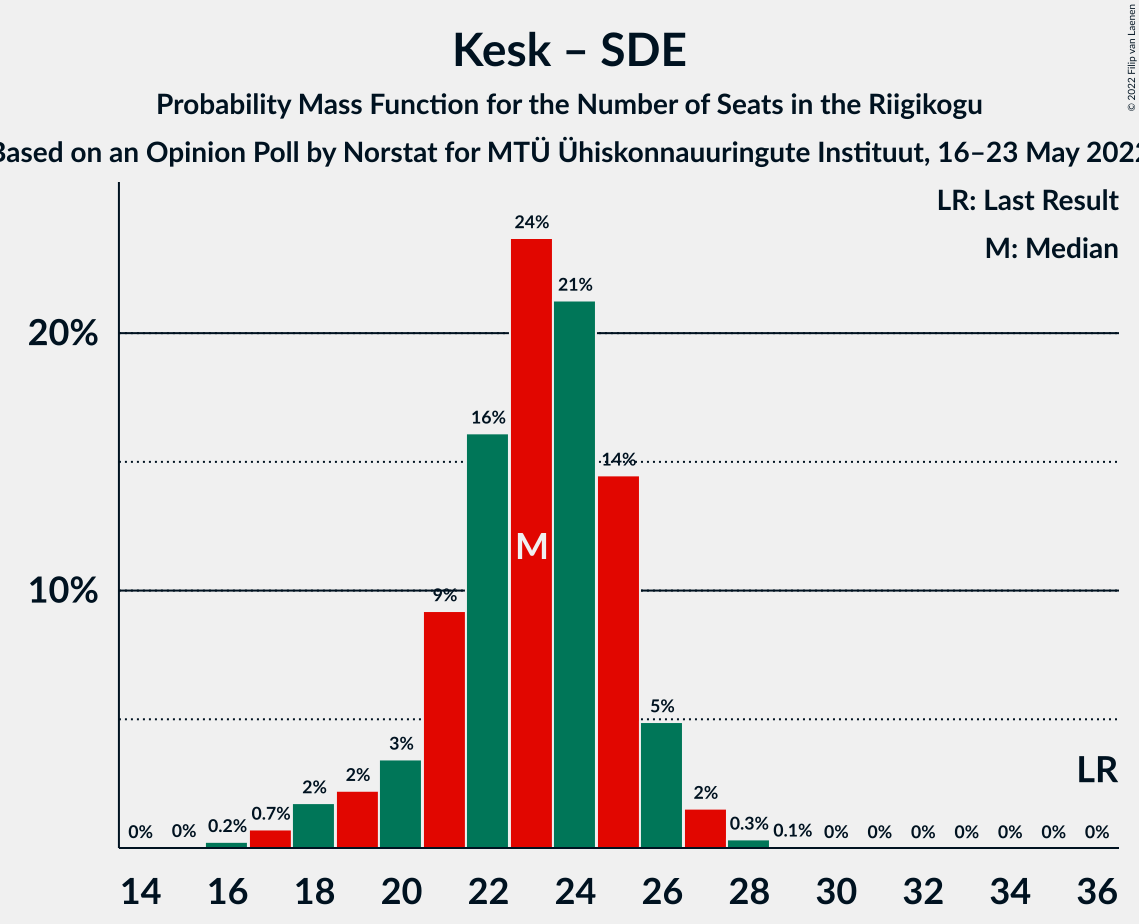 Kesk – SDE
Probability Mass Function for the Number of Seats in the Riigikogu
Based on an Opinion Poll by Norstat for MTÜ Ühiskonnauuringute Instituut, 16–23 May 2022
© 2022 Filip van Laenen
LR: Last Result
M: Median
24%
21%
20%
16%
14%
M
10%
9%
5%
3%
LR
2%
2%
2%
0.7%
0.3%
0.2%
0.1%
0% 0% 0% 0% 0% 0% 0% 0% 0%
14 16 18 20 22 24 26 28 30 32 34 36